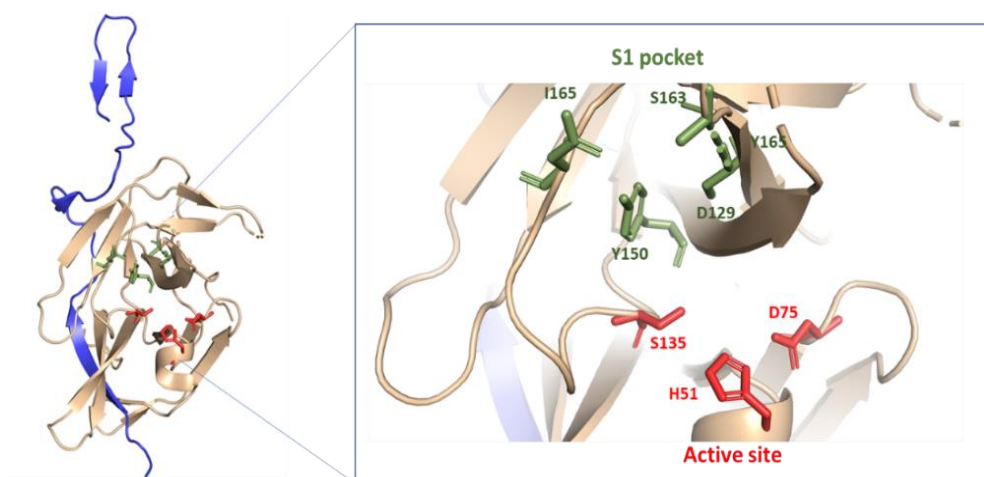 S1 pocket
I165
S163
Y165
D129
Y150
D75
S135
H51
Active site